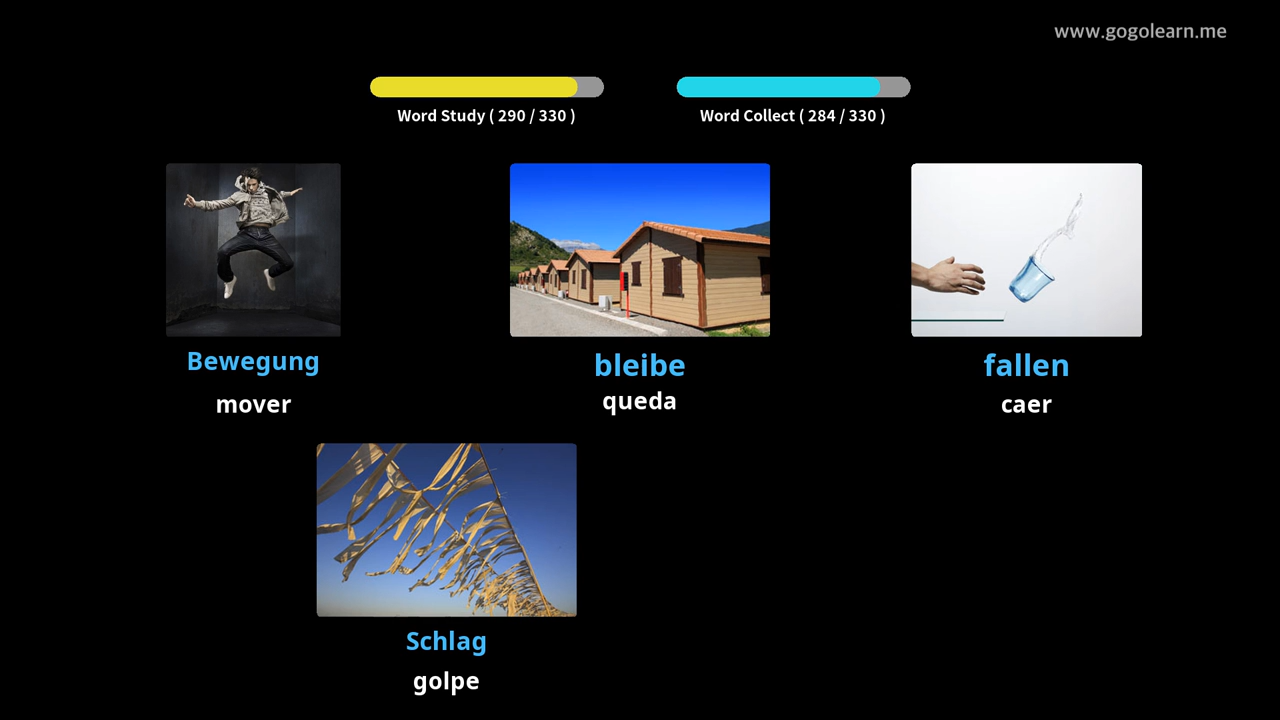 www.gogolearn.me
Word Study ( 290 / 330 )
Word Collect ( 284 / 330 )
Bewegung
mover
bleibe
queda
fallen
caer
Schlag
golpe